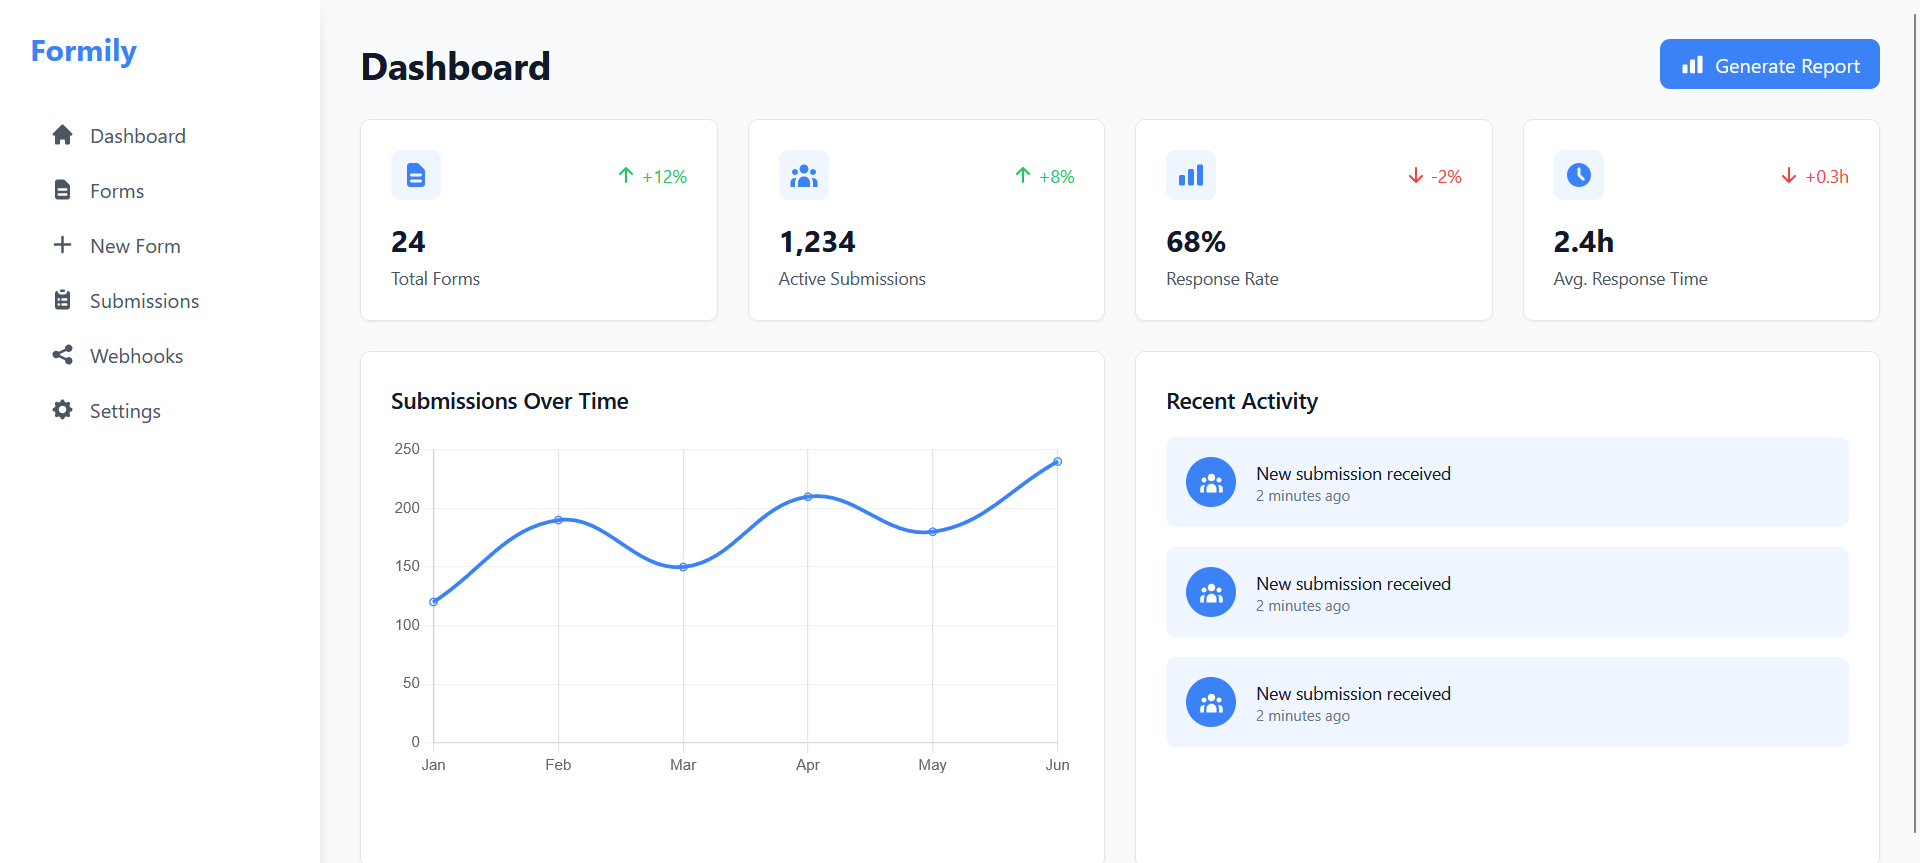 Formily
Dashboard
Forms
New Form
Submissions
Webhooks
Settings
Dashboard
Generate Report
+12%
24
Total Forms
+8%
1,234
Active Submissions
-2%
68%
Response Rate
+0.3h
2.4h
Avg. Response Time
Submissions Over Time
250
200
150
100
50
0
Jan Feb Mar Apr May Jun
Recent Activity
New submission received
2 minutes ago
New submission received
2 minutes ago
New submission received
2 minutes ago